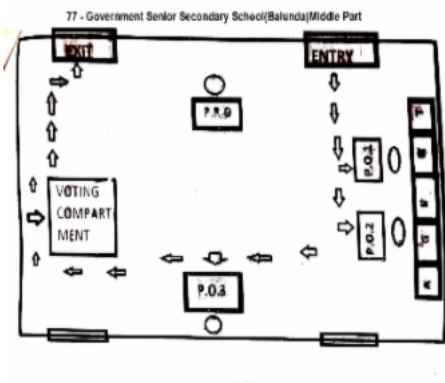 77 - Government Senior Secondary School(Balunda)Middle Part
EXIT
ENTRY
P.R.O
P.O.1
VOTING
COMPART
MENT
P.O.2
P.O.3